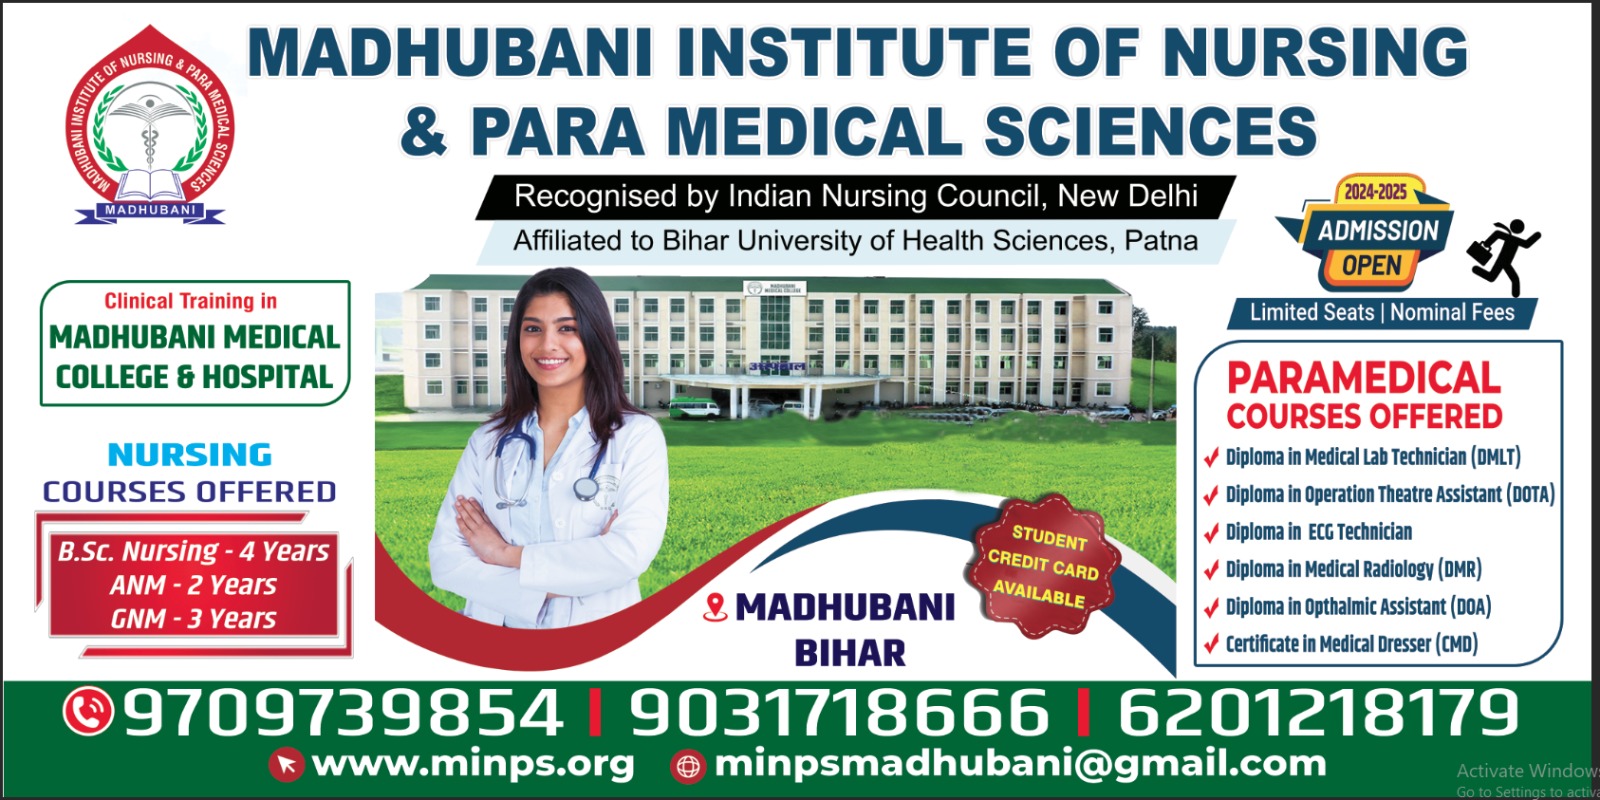 MADHUBANI INSTITUTE OF NURSING
& PARA MEDICAL SCIENCES
MADHUBANI INSTITUTE OF NURSING & PARA MEDICAL SCIENCES
MADHUBANI
Recognised by Indian Nursing Council, New Delhi
Affiliated to Bihar University of Health Sciences, Patna
2024-2025
ADMISSION
OPEN
Limited Seats | Nominal Fees
Clinical Training in
MADHUBANI MEDICAL
COLLEGE & HOSPITAL
MADHUBANI
MEDICAL COLLEGE
अस्पताल
NURSING
COURSES OFFERED
B.Sc. Nursing - 4 Years
ANM - 2 Years
GNM - 3 Years
PARAMEDICAL
COURSES OFFERED
Diploma in Medical Lab Technician (DMLT)
Diploma in Operation Theatre Assistant (DOTA)
Diploma in ECG Technician
Diploma in Medical Radiology (DMR)
Diploma in Opthalmic Assistant (DOA)
Certificate in Medical Dresser (CMD)
STUDENT
CREDIT CARD
AVAILABLE
MADHUBANI
BIHAR
9709739854 | 9031718666 | 6201218179
www.minps.org minpsmadhubani@gmail.com
Activate Windows
Go to Settings to activa